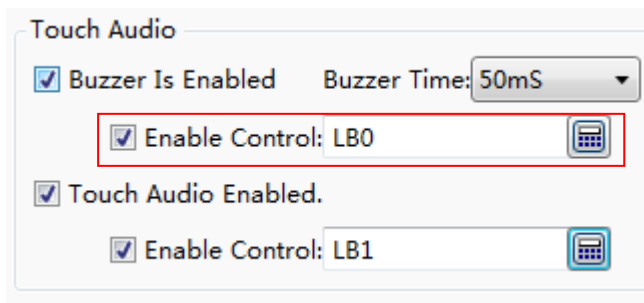 Touch Audio
Buzzer Is Enabled Buzzer Time: 50mS
Enable Control: LB0
Touch Audio Enabled.
Enable Control: LB1